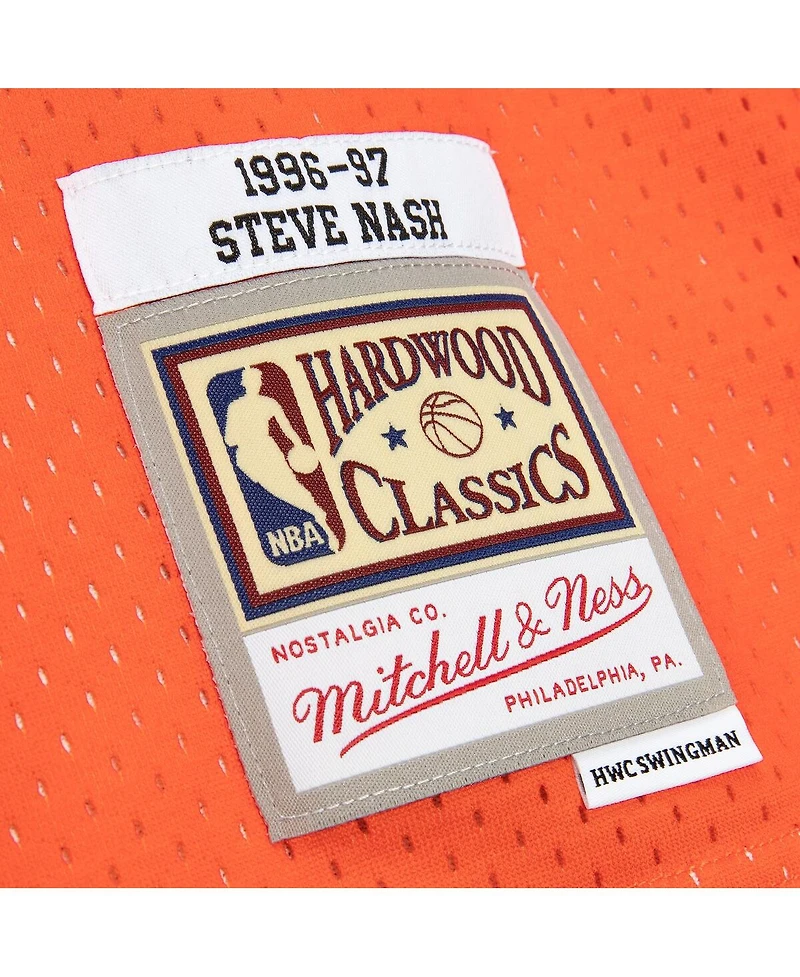 1996-97
STEVE NASH
HARDWOOD
CLASSICS
NBA
NOSTALGIA CO.
Mitchell & Ness
PHILADELPHIA, PA.
HWC SWINGMAN